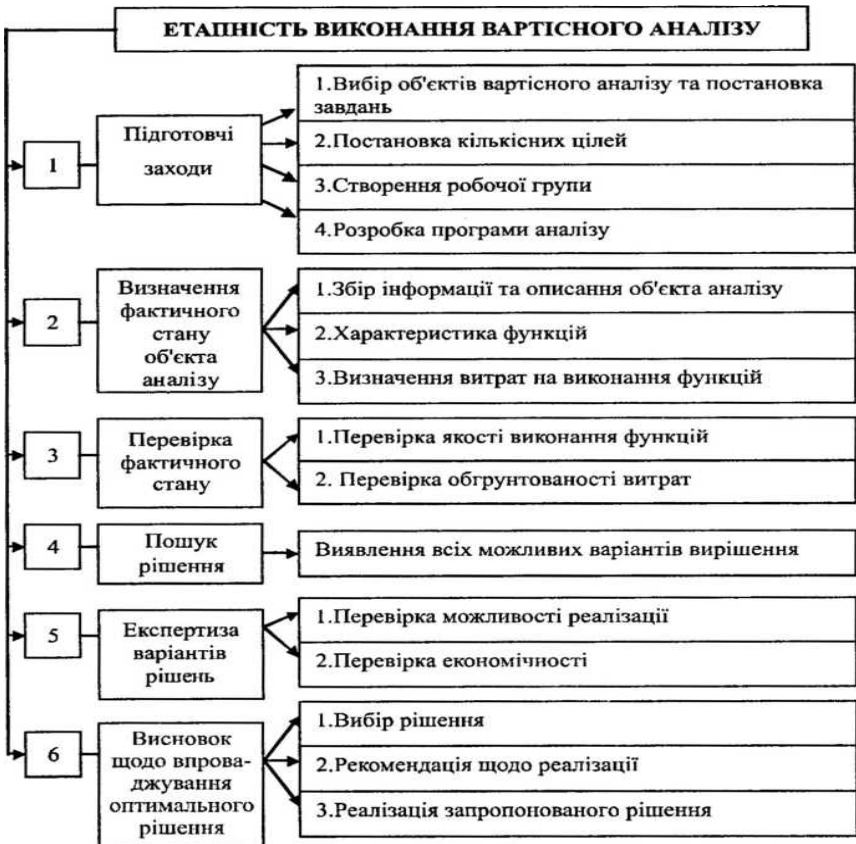 ЕТАПНІСТЬ ВИКОНАННЯ ВАРТІСНОГО АНАЛІЗУ
1
Підготовчі
заходи
1.Вибір об'єктів вартісного аналізу та постановка
завдань
2.Постановка кількісних цілей
3.Створення робочої групи
4.Розробка програми аналізу
2
Визначення
фактичного
стану
об'єкта
аналізу
1.Збір інформації та описання об'єкта аналізу
2.Характеристика функцій
3.Визначення витрат на виконання функцій
3
Перевірка
фактичного
стану
1.Перевірка якості виконання функцій
2. Перевірка обгрунтованості витрат
4
Пошук
рішення
Виявлення всіх можливих варіантів вирішення
5
Експертиза
варіантів
рішень
1.Перевірка можливості реалізації
2.Перевірка економічності
6
Висновок
щодо впрова-
джування
оптимального
рішення
1.Вибір рішення
2.Рекомендація щодо реалізації
3.Реалізація запропонованого рішення